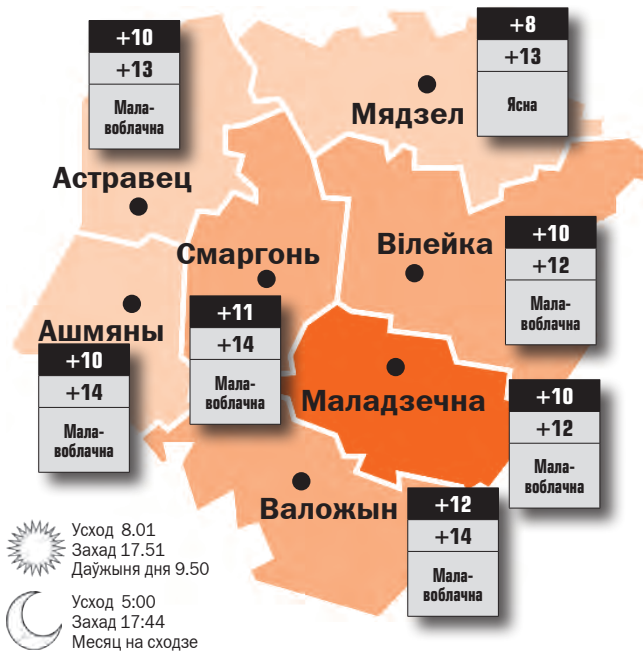 +10
+13
Мала-
воблачна
Астравец
+8
+13
Ясна
Мядзел
Смаргонь
+11
+14
Мала-
воблачна
Вілейка
+10
+12
Мала-
воблачна
Ашмяны
+10
+14
Мала-
воблачна
Маладзечна
+10
+12
Мала-
воблачна
Валожын
+12
+14
Мала-
воблачна
Усход 8.01
Захад 17.51
Даўжыня дня 9.50
Усход 5:00
Захад 17:44
Месяц на сходзе